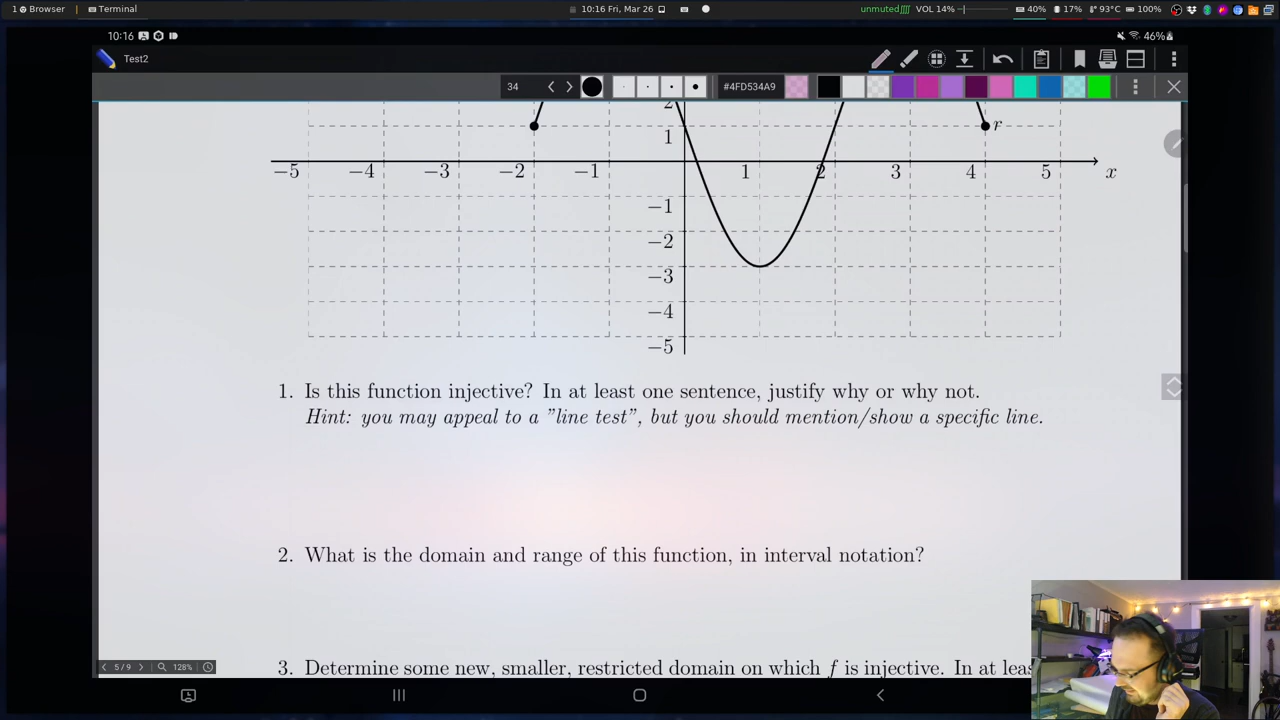 1 Browser Terminal 10:16 Fri, Mar 26 unmuted VOL 14% 40% 17% 93°C 100%
10:16 46%
Test2
34 #4FD534A9
2
1 r
−5 −4 −3 −2 −1 1 2 3 4 5 x
−1
−2
−3
−4
−5
1. Is this function injective? In at least one sentence, justify why or why not.
Hint: you may appeal to a ”line test”, but you should mention/show a specific line.
2. What is the domain and range of this function, in interval notation?
3. Determine some new, smaller, restricted domain on which f is injective. In at leas
5/9 128%